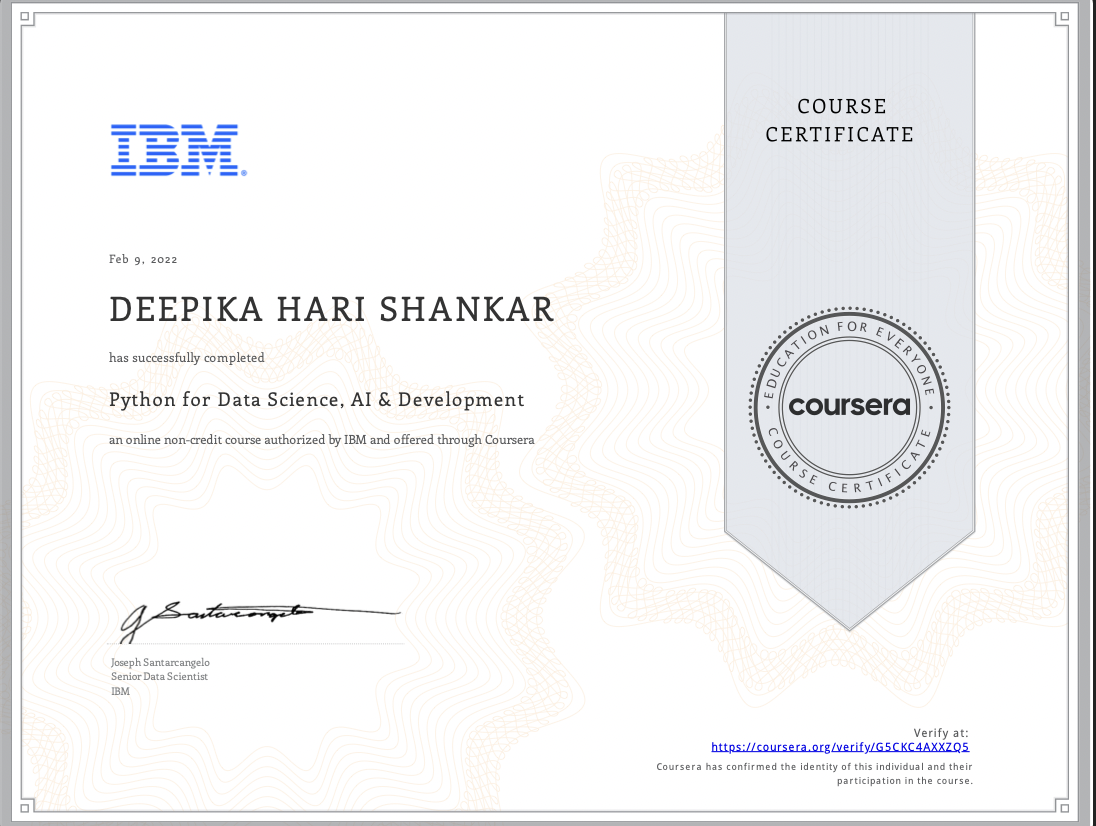 IBM®
COURSE
CERTIFICATE
Feb 9, 2022
DEEPIKA HARI SHANKAR
has successfully completed
Python for Data Science, AI & Development
an online non-credit course authorized by IBM and offered through Coursera
EDUCATION FOR EVERYONE
coursera
COURSE CERTIFICATE
J Santarcangelo
Joseph Santarcangelo
Senior Data Scientist
IBM
Verify at:
https://coursera.org/verify/G5CKC4AXXZQ5
Coursera has confirmed the identity of this individual and their
participation in the course.